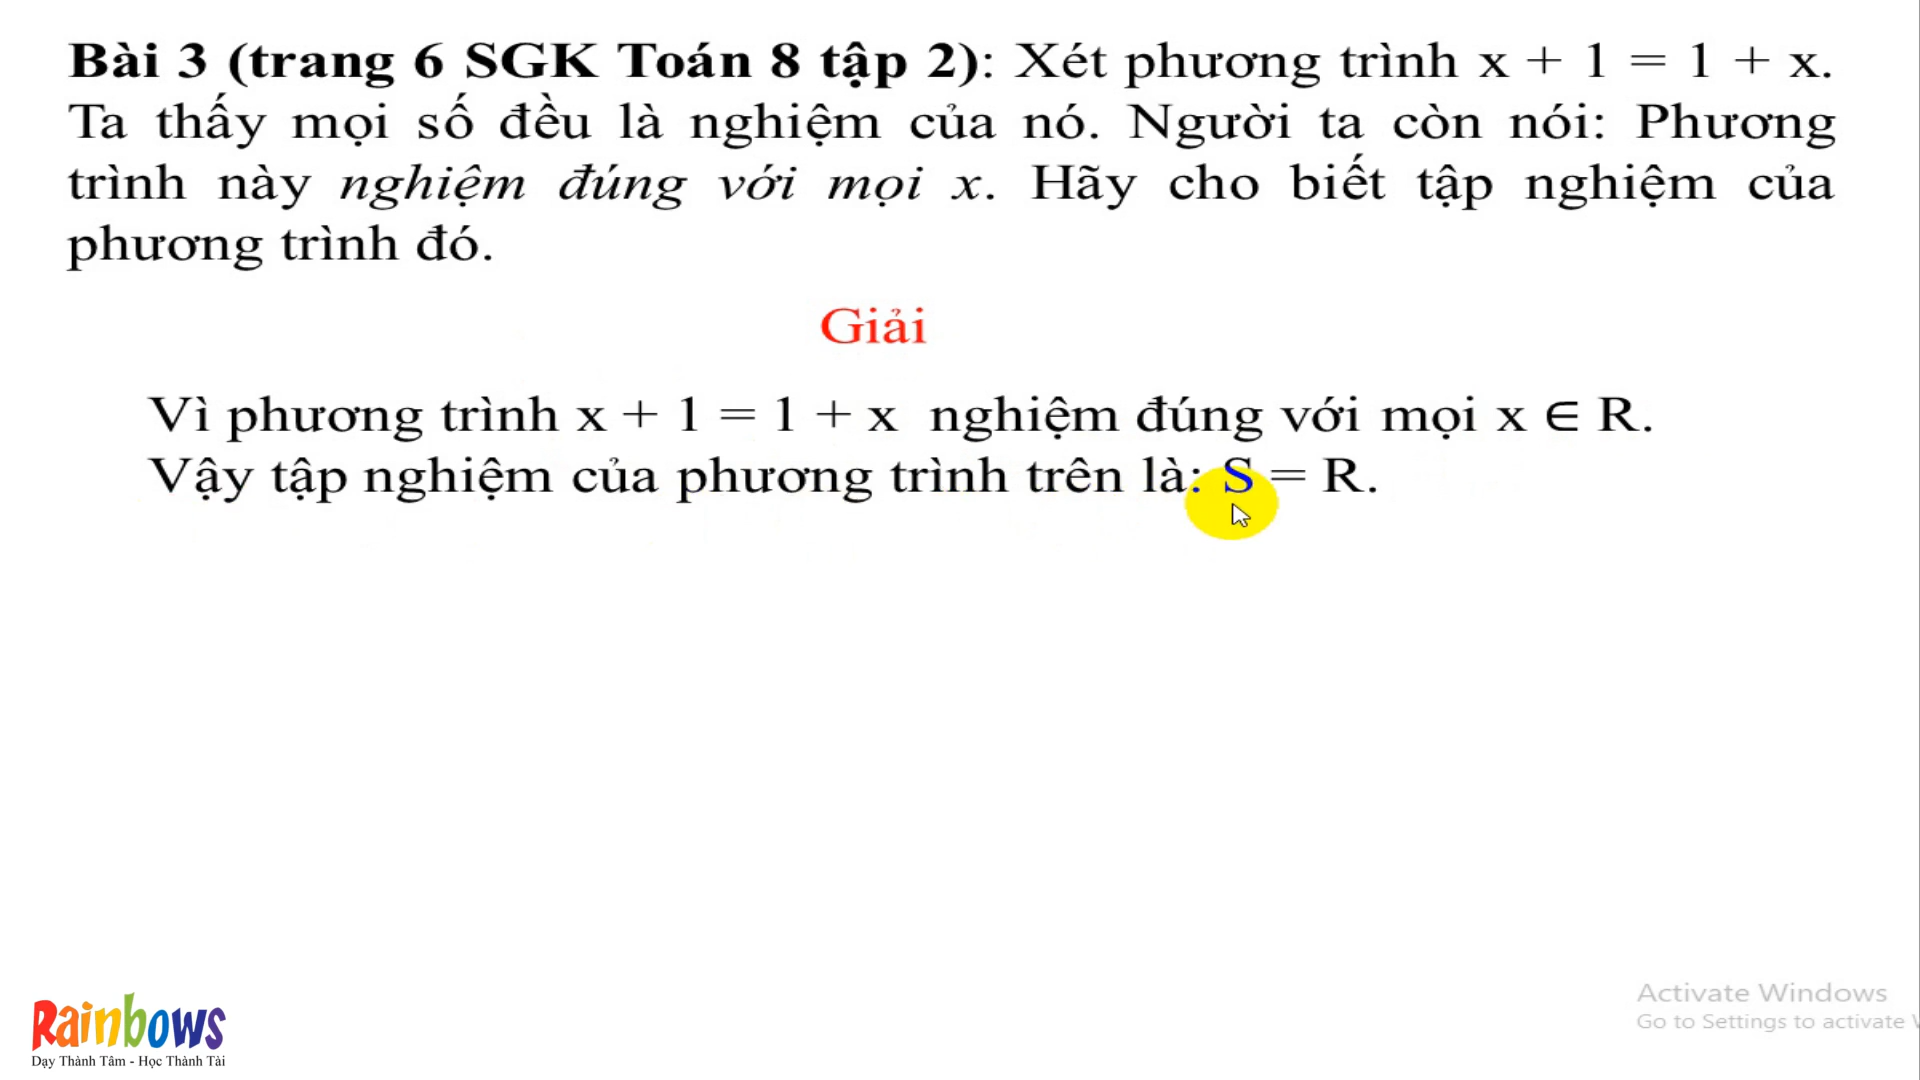 Bài 3 (trang 6 SGK Toán 8 tập 2): Xét phương trình x + 1 = 1 + x.
Ta thấy mọi số đều là nghiệm của nó. Người ta còn nói: Phương
trình này nghiệm đúng với mọi x. Hãy cho biết tập nghiệm của
phương trình đó.
Giải
Vì phương trình x + 1 = 1 + x nghiệm đúng với mọi x ∈ R.
Vậy tập nghiệm của phương trình trên là: S = R.
Rainbows
Dạy Thành Tâm - Học Thành Tài
Activate Windows
Go to Settings to activate